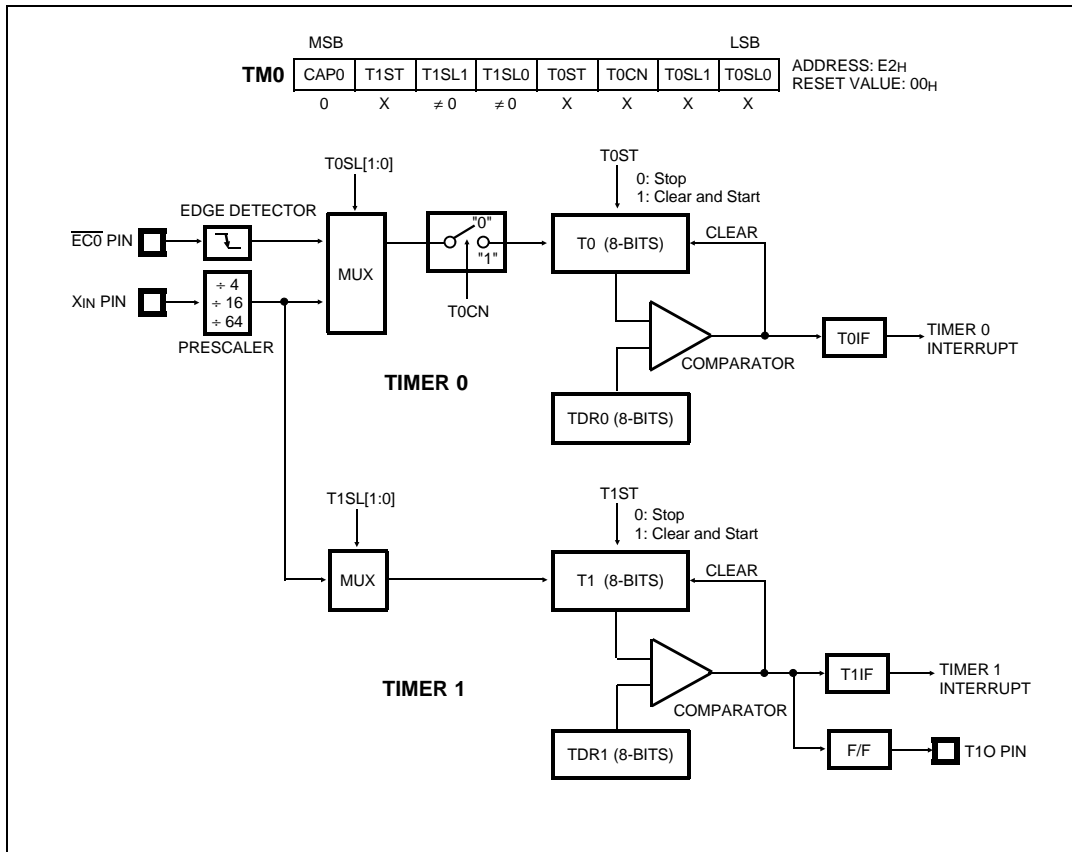 MSB LSB
TM0 CAP0 T1ST T1SL1 T1SL0 T0ST T0CN T0SL1 T0SL0 ADDRESS: E2H
RESET VALUE: 00H
0 X ≠ 0 ≠ 0 X X X X
T0SL[1:0] T0ST
0: Stop
1: Clear and Start
EDGE DETECTOR
EC0 PIN
MUX
"0"
"1"
T0 (8-BITS)
CLEAR
XIN PIN
÷ 4
÷ 16
÷ 64
PRESCALER
T0CN
T0IF
TIMER 0
INTERRUPT
COMPARATOR
TIMER 0
TDR0 (8-BITS)
T1SL[1:0] T1ST
0: Stop
1: Clear and Start
MUX
T1 (8-BITS)
CLEAR
TIMER 1
COMPARATOR
T1IF
TIMER 1
INTERRUPT
TDR1 (8-BITS)
F/F
T1O PIN